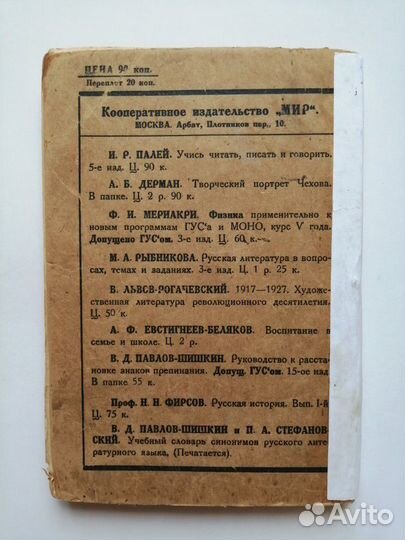 ЦЕНА 90 коп.
Переплет 20 коп.
Кооперативное издательство „МИР“.
МОСКВА. Арбат, Плотников пер., 10.
И. Р. ПАЛЕЙ. Учись читать, писать и говорить.
5-е изд. Ц. 90 к.
А. Б. ДЕРМАН. Творческий портрет Чехова.
В папке. Ц. 2 р. 90 к.
Ф. И. МЕРИАКРИ. Физика применительно к
новым программам ГУС'а и МОНО, курс V года.
Допущено ГУС'ом. 3-е изд. Ц. 60 к.
М. А. РЫБНИКОВА. Русская литература в вопро-
сах, темах и заданиях. 3-е изд. Ц. 1 р. 25 к.
В. ЛЬВОВ-РОГАЧЕВСКИЙ. 1917—1927. Художе-
ственная литература революционного десятилетия.
Ц. 50 к.
А. Ф. ЕВСТИГНЕЕВ-БЕЛЯКОВ. Воспитание в
семье и школе. Ц. 2 р.
В. Д. ПАВЛОВ-ШИШКИН. Руководство к расста-
новке знаков препинания. Допущ. ГУС'ом. 15-ое изд.
В папке 55 к.
Проф. Н. Н. ФИРСОВ. Русская история. Вып. I-й
Ц. 75 к.
В. Д. ПАВЛОВ-ШИШКИН и П. А. СТЕФАНОВ-
СКИЙ. Учебный словарь синонимов русского лите-
ратурного языка, (Печатается).
Avito